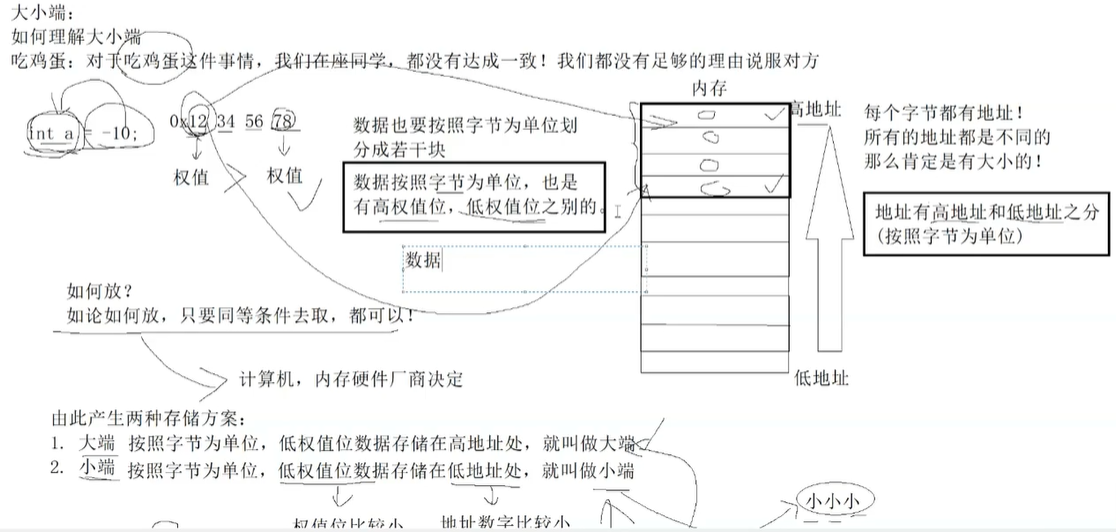 大小端：
如何理解大小端
吃鸡蛋：对于吃鸡蛋这件事情，我们在座同学，都没有达成一致！我们都没有足够的理由说服对方
内存
高地址
int a = -10;
0x12 34 56 78
权值
权值
数据也要按照字节为单位划
分成若干块
数据按照字节为单位，也是
有高权值位，低权值位之别的。
数据
每个字节都有地址！
所有的地址都是不同的
那么肯定是有大小的！
地址有高地址和低地址之分
(按照字节为单位)
如何放？
如论如何放，只要同等条件去取，都可以！
计算机，内存硬件厂商决定
低地址
由此产生两种存储方案：
1. 大端 按照字节为单位，低权值位数据存储在高地址处，就叫做大端
2. 小端 按照字节为单位，低权值位数据存储在低地址处，就叫做小端
小小小
权值位比较小
地址数字比较小